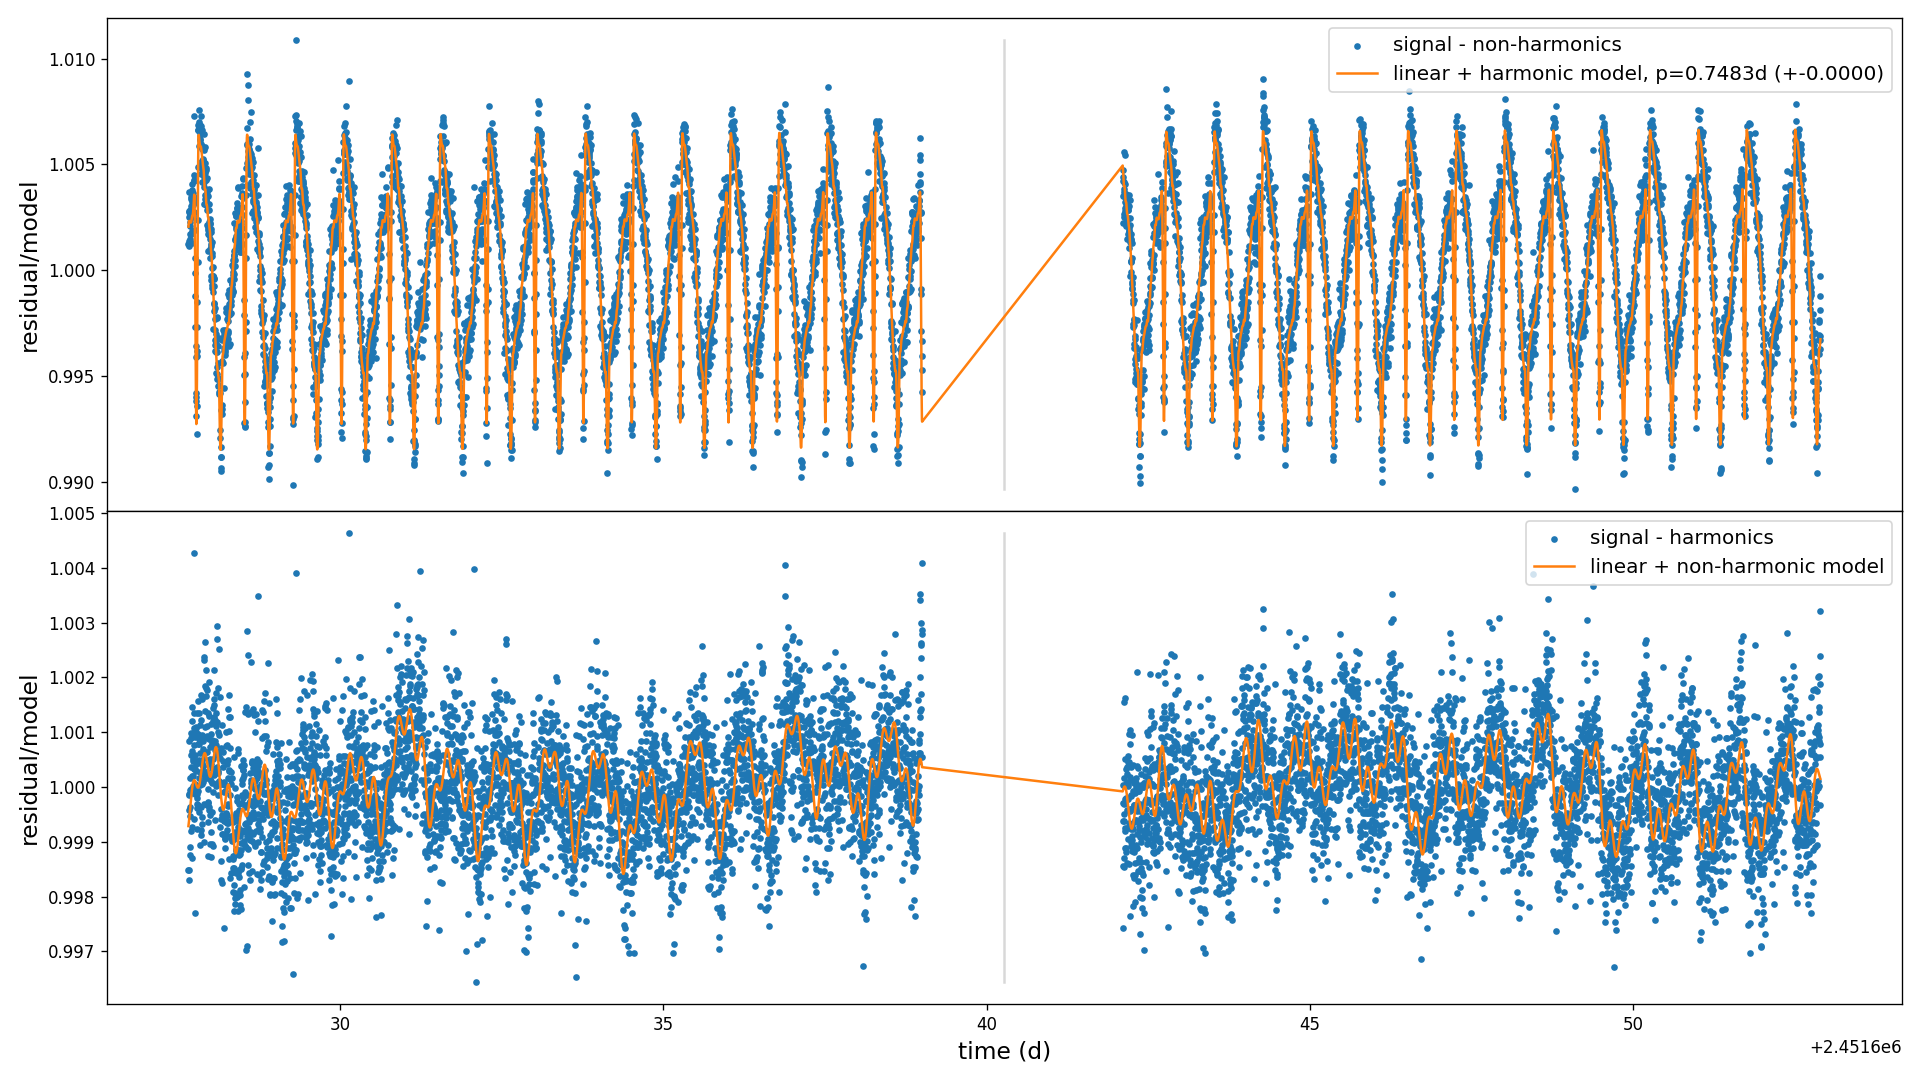 signal - non-harmonics
linear + harmonic model, p=0.7483d (+-0.0000)
1.010
1.005
1.000
0.995
0.990
residual/model
signal - harmonics
linear + non-harmonic model
1.005
1.004
1.003
1.002
1.001
1.000
0.999
0.998
0.997
residual/model
30
35
40
45
50
time (d)
+2.4516e6